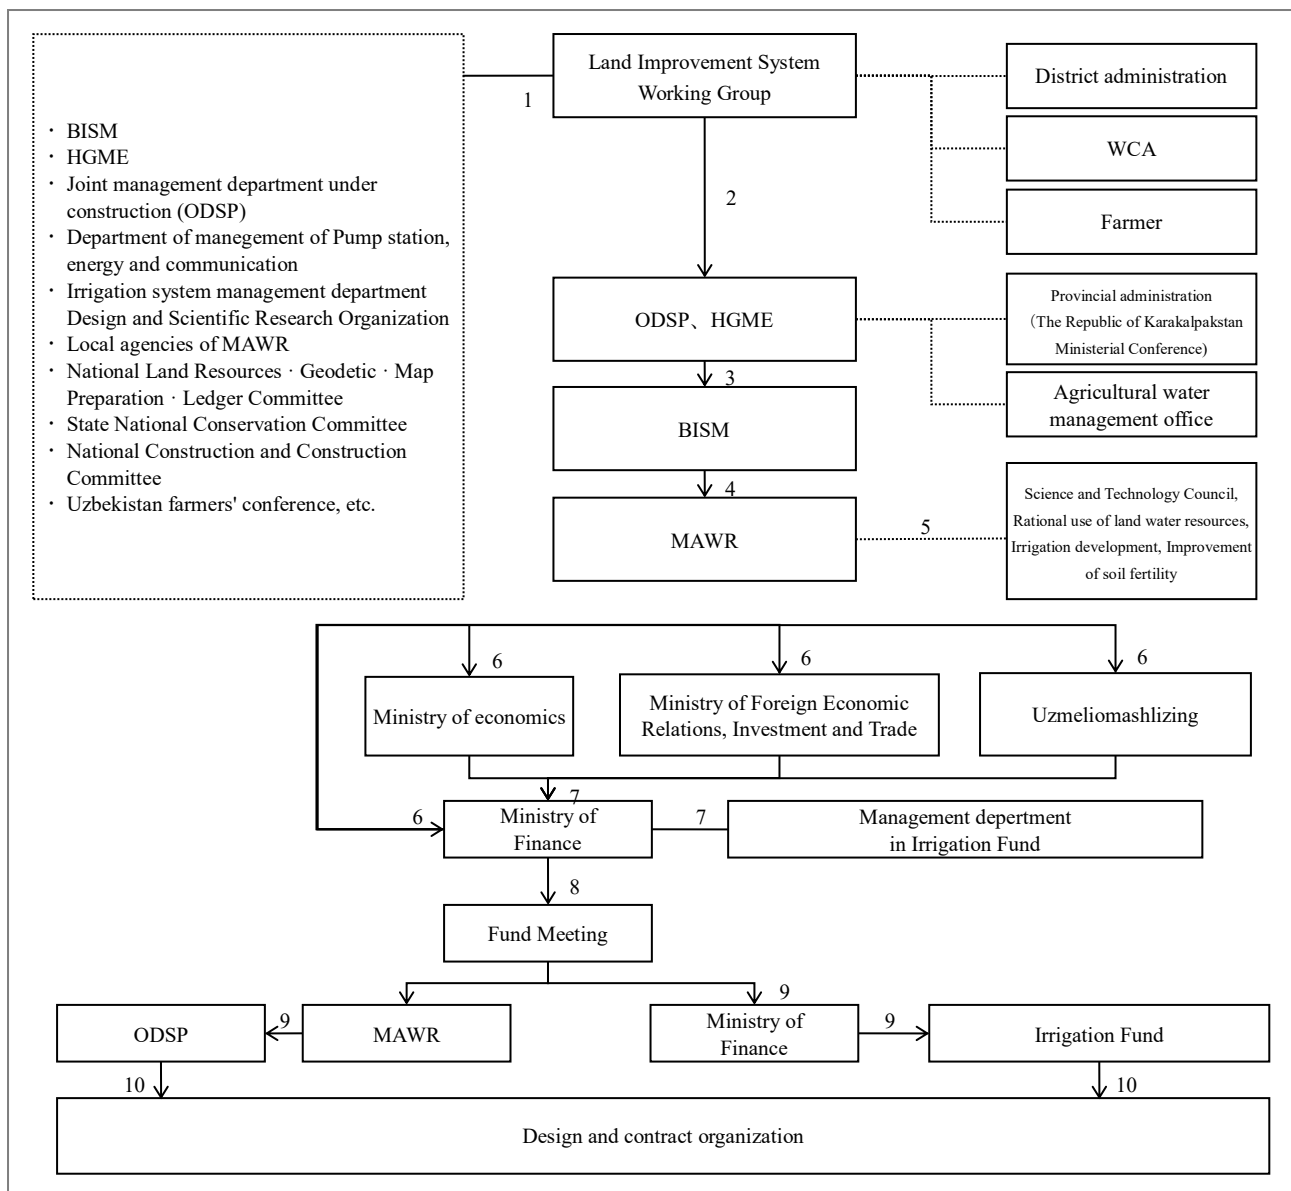 Land Improvement System
Working Group
District administration
1
・ BISM
・ HGME
・ Joint management department under
construction (ODSP)
・ Department of manegement of Pump station,
energy and communication
・ Irrigation system management department
Design and Scientific Research Organization
・ Local agencies of MAWR
・ National Land Resources · Geodetic · Map
Preparation · Ledger Committee
・ State National Conservation Committee
・ National Construction and Construction
Committee
・ Uzbekistan farmers' conference, etc.
WCA
2
Farmer
ODSP、HGME
Provincial administration
（The Republic of Karakalpakstan
Ministerial Conference)
3
Agricultural water
management office
BISM
4
MAWR
5
Science and Technology Council,
Rational use of land water resources,
Irrigation development, Improvement
of soil fertility
6
6
6
Ministry of economics
Ministry of Foreign Economic
Relations, Investment and Trade
Uzmeliomashlizing
7
6
Ministry of
Finance
7
Management depertment
in Irrigation Fund
8
Fund Meeting
9
ODSP
9
MAWR
Ministry of
Finance
9
Irrigation Fund
10
10
Design and contract organization